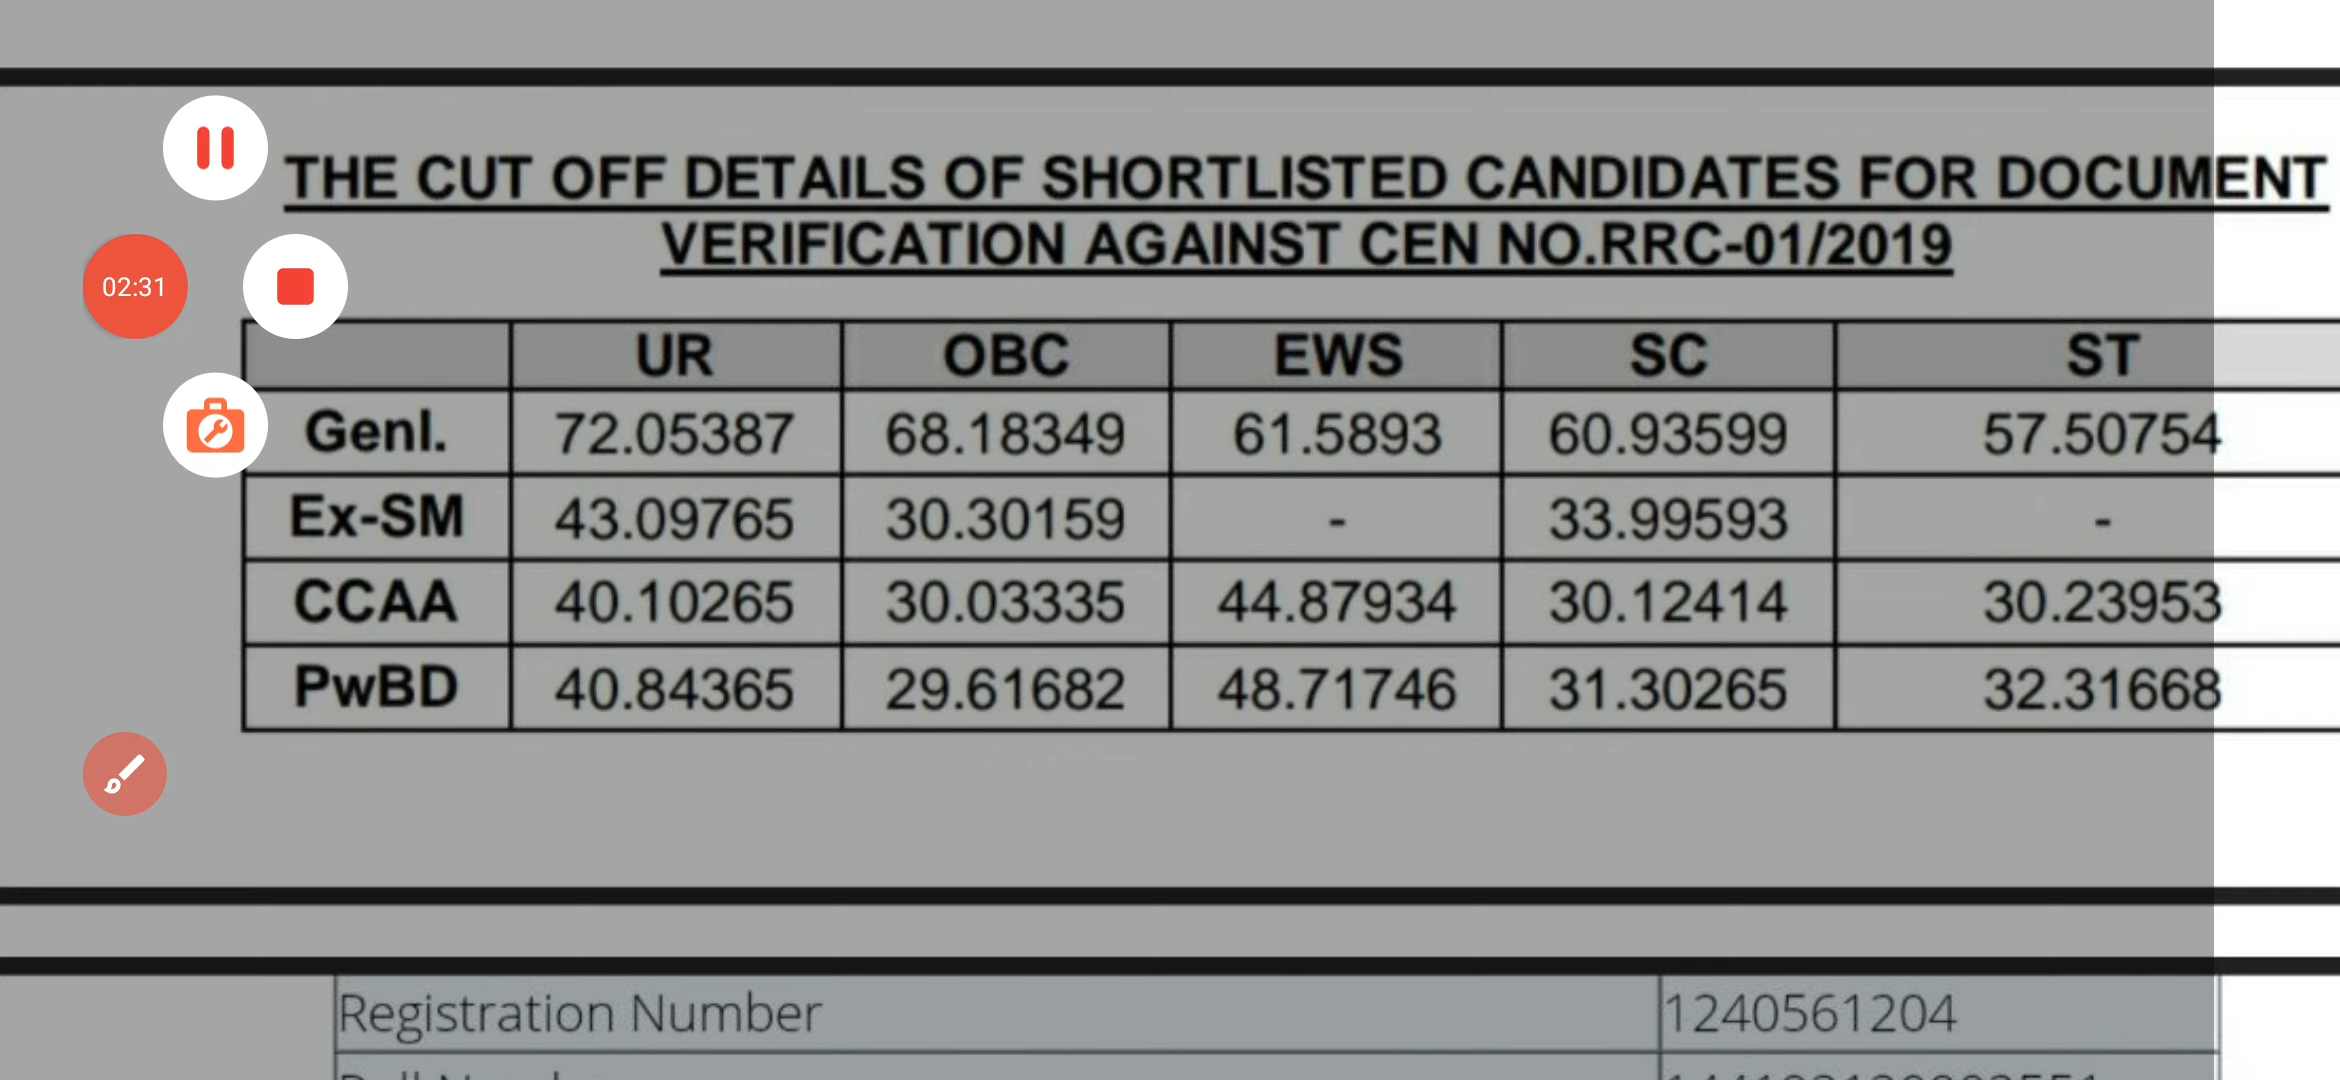 THE CUT OFF DETAILS OF SHORTLISTED CANDIDATES FOR DOCUMENT
VERIFICATION AGAINST CEN NO.RRC-01/2019
02:31
UR OBC EWS SC ST
Genl. 72.05387 68.18349 61.5893 60.93599 57.50754
Ex-SM 43.09765 30.30159 - 33.99593 -
CCAA 40.10265 30.03335 44.87934 30.12414 30.23953
PwBD 40.84365 29.61682 48.71746 31.30265 32.31668
Registration Number 1240561204